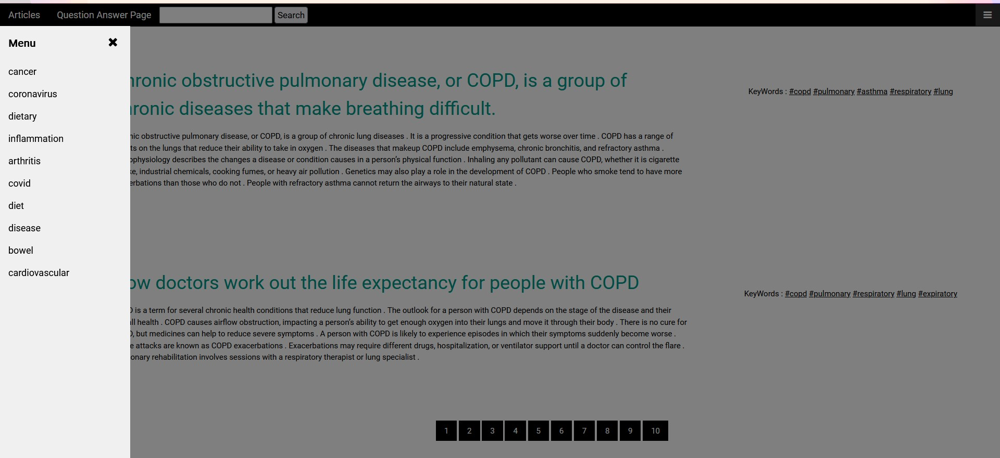 Articles Question Answer Page Search
Menu
cancer
coronavirus
dietary
inflammation
arthritis
covid
diet
disease
bowel
cardiovascular
obstructive pulmonary disease, or COPD, is a group of
diseases that make breathing difficult.
KeyWords : #copd #pulmonary #asthma #respiratory #lung
obstructive pulmonary disease, or COPD, is a group of chronic lung diseases . It is a progressive condition that gets worse over time . COPD has a range of
on the lungs that reduce their ability to take in oxygen . The diseases that makeup COPD include emphysema, chronic bronchitis, and refractory asthma .
describes the changes a disease or condition causes in a person’s physical function . Inhaling any pollutant can cause COPD, whether it is cigarette
industrial chemicals, cooking fumes, or heavy air pollution . Genetics may also play a role in the development of COPD . People who smoke tend to have more
than those who do not . People with refractory asthma cannot return the airways to their natural state .
doctors work out the life expectancy for people with COPD
KeyWords : #copd #pulmonary #respiratory #lung #expiratory
is a term for several chronic health conditions that reduce lung function . The outlook for a person with COPD depends on the stage of the disease and their
health . COPD causes airflow obstruction, impacting a person’s ability to get enough oxygen into their lungs and move it through their body . There is no cure for
but medicines can help to reduce severe symptoms . A person with COPD is likely to experience episodes in which their symptoms suddenly become worse .
attacks are known as COPD exacerbations . Exacerbations may require different drugs, hospitalization, or ventilator support until a doctor can control the flare .
rehabilitation involves sessions with a respiratory therapist or lung specialist .
1 2 3 4 5 6 7 8 9 10